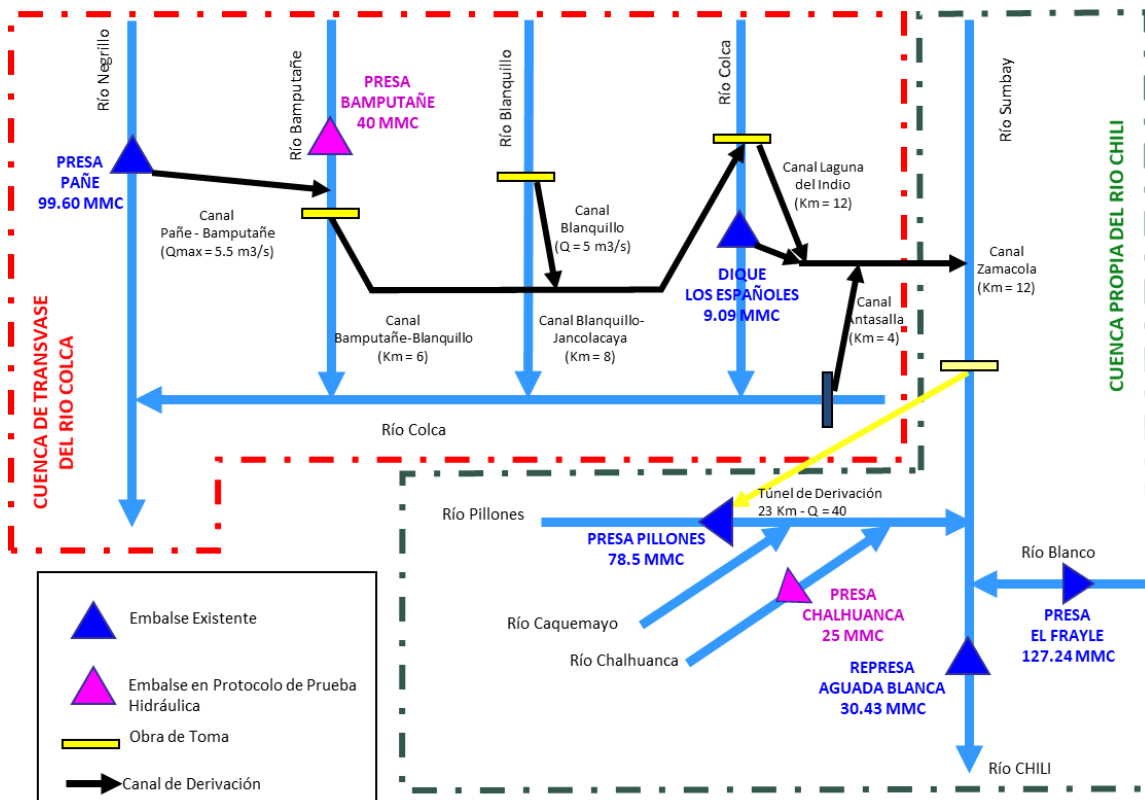 Río Negrillo
Río Bamputañe
Río Blanquillo
Río Colca
Río Sumbay
PRESA
BAMPUTAÑE
40 MMC
PRESA
PAÑE
99.60 MMC
Canal
Pañe - Bamputañe
(Qmax = 5.5 m3/s)
Canal
Blanquillo
(Q = 5 m3/s)
Canal Laguna
del Indio
(Km = 12)
Canal
Zamacola
(Km = 12)
DIQUE
LOS ESPAÑOLES
9.09 MMC
Canal
Bamputañe-Blanquillo
(Km = 6)
Canal Blanquillo-
Jancolacaya
(Km = 8)
Canal
Antasalla
(Km = 4)
CUENCA DE TRANSVASE
DEL RIO COLCA
CUENCA PROPIA DEL RIO CHILI
Río Colca
Túnel de Derivación
23 Km - Q = 40
Río Pillones
PRESA PILLONES
78.5 MMC
Río Blanco
PRESA
EL FRAYLE
127.24 MMC
PRESA
CHALHUANCA
25 MMC
Río Caquemayo
Río Chalhuanca
REPRESA
AGUADA BLANCA
30.43 MMC
Río CHILI
Embalse Existente
Embalse en Protocolo de Prueba
Hidráulica
Obra de Toma
Canal de Derivación